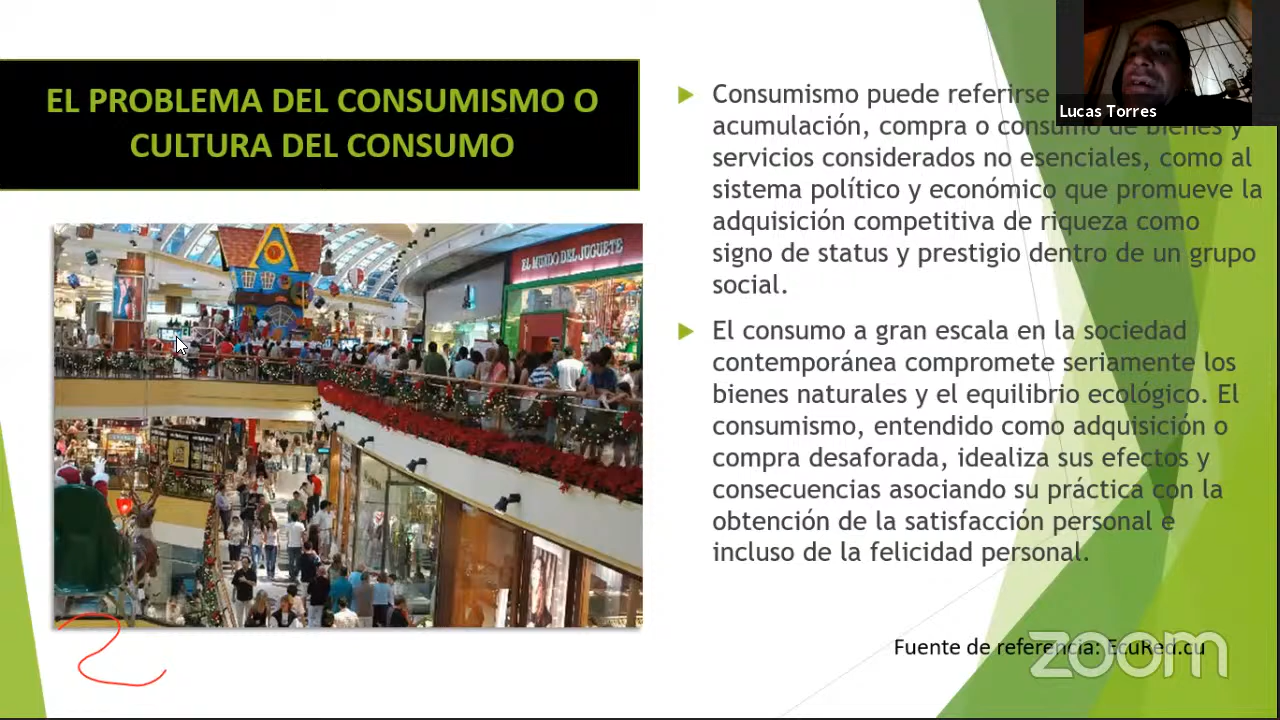 EL PROBLEMA DEL CONSUMISMO O
CULTURA DEL CONSUMO
EL MUNDO DEL JUGUETE
Consumismo puede referirse
acumulación, compra o consumo de bienes y
servicios considerados no esenciales, como al
sistema político y económico que promueve la
adquisición competitiva de riqueza como
signo de status y prestigio dentro de un grupo
social.
El consumo a gran escala en la sociedad
contemporánea compromete seriamente los
bienes naturales y el equilibrio ecológico. El
consumismo, entendido como adquisición o
compra desaforada, idealiza sus efectos y
consecuencias asociando su práctica con la
obtención de la satisfacción personal e
incluso de la felicidad personal.
Fuente de referencia: EcuRed.cu
Lucas Torres
zoom